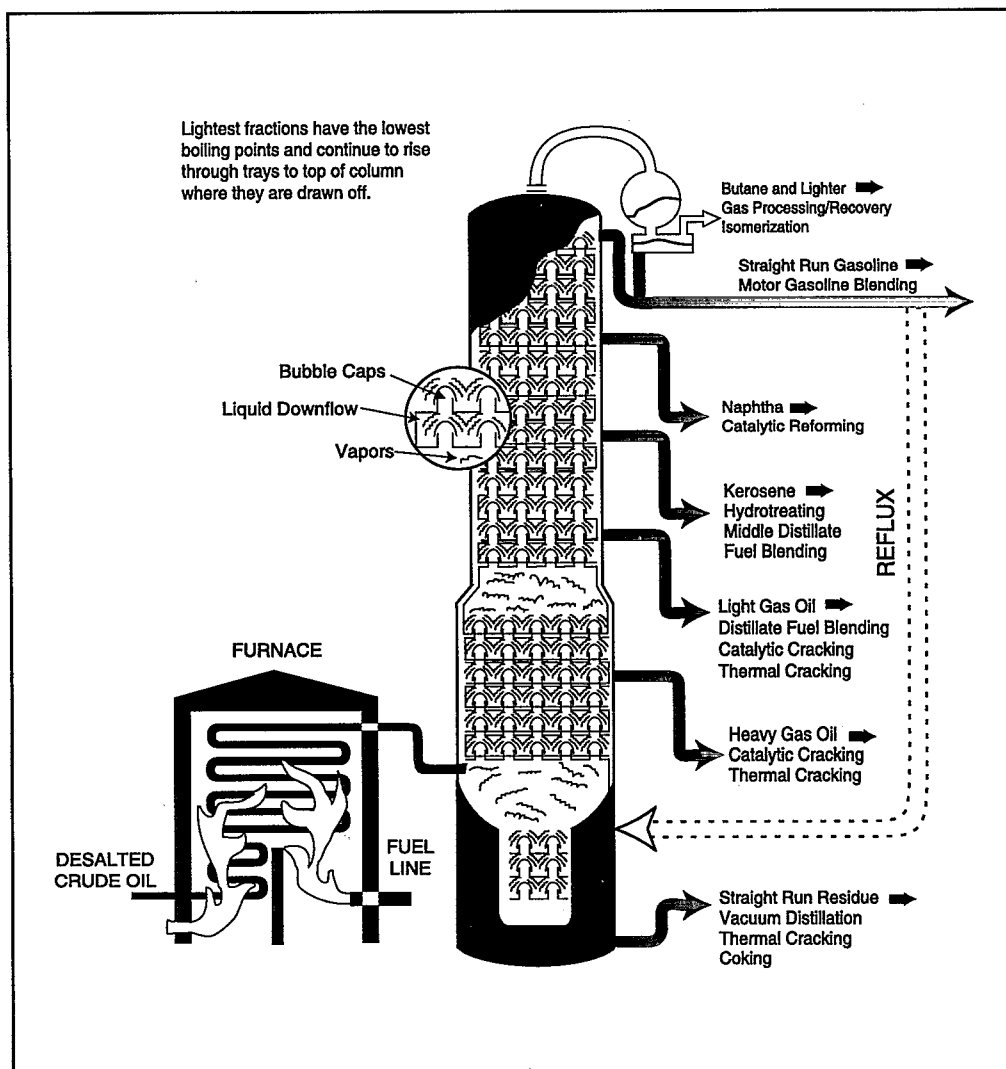 Lightest fractions have the lowest
boiling points and continue to rise
through trays to top of column
where they are drawn off.
Butane and Lighter
Gas Processing/Recovery
Isomerization
Straight Run Gasoline
Motor Gasoline Blending
Bubble Caps
Liquid Downflow
Vapors
Naphtha
Catalytic Reforming
Kerosene
Hydrotreating
Middle Distillate
Fuel Blending
REFLUX
Light Gas Oil
Distillate Fuel Blending
Catalytic Cracking
Thermal Cracking
FURNACE
Heavy Gas Oil
Catalytic Cracking
Thermal Cracking
DESALTED
CRUDE OIL
FUEL
LINE
Straight Run Residue
Vacuum Distillation
Thermal Cracking
Coking